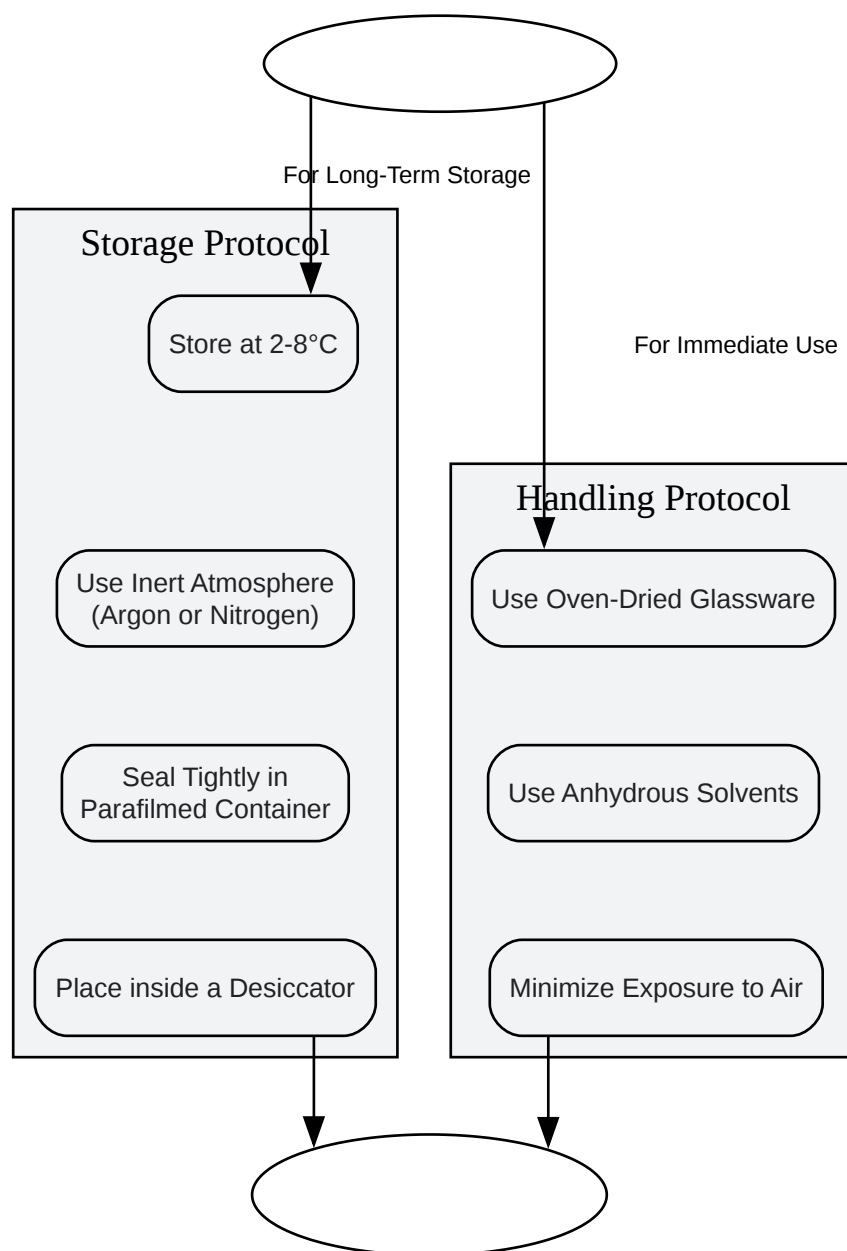 For Long-Term Storage
Storage Protocol
Store at 2-8°C
For Immediate Use
Handling Protocol
Use Inert Atmosphere
(Argon or Nitrogen)
Use Oven-Dried Glassware
Seal Tightly in
Parafilmed Container
Use Anhydrous Solvents
Place inside a Desiccator
Minimize Exposure to Air